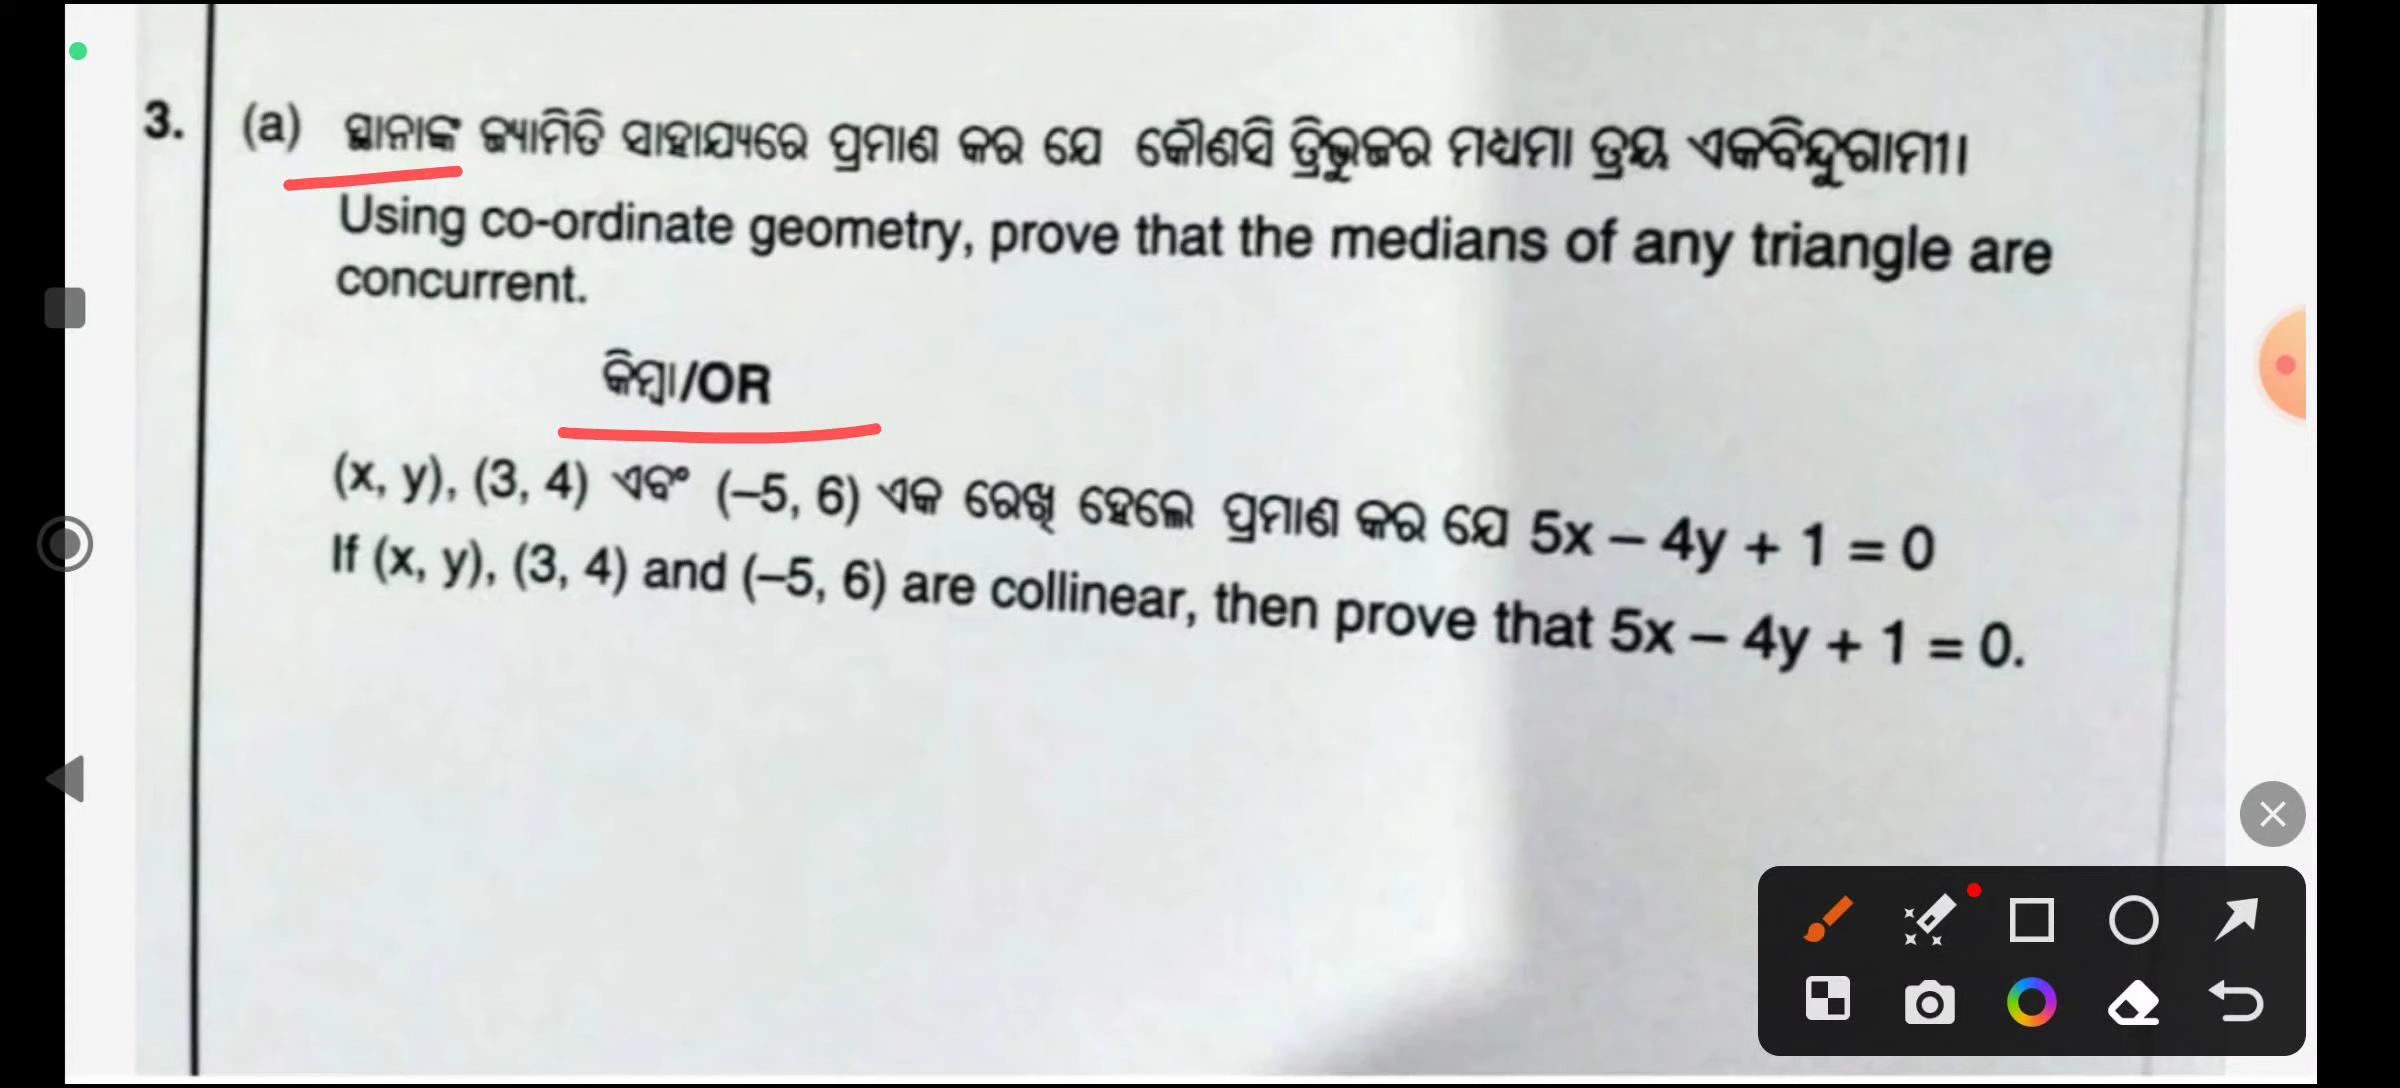 3. (a) ସ୍ଥାନାଙ୍କ ଜ୍ୟାମିତି ସାହାଯ୍ୟରେ ପ୍ରମାଣ କର ଯେ କୌଣସି ତ୍ରିଭୁଜର ମଧ୍ୟମା ତ୍ରୟ ଏକବିନ୍ଦୁଗାମୀ।
Using co-ordinate geometry, prove that the medians of any triangle are
concurrent.
କିମ୍ବା/OR
(x, y), (3, 4) ଏବଂ (–5, 6) ଏକ ରେଖୀ ହେଲେ ପ୍ରମାଣ କର ଯେ 5x – 4y + 1 = 0
If (x, y), (3, 4) and (–5, 6) are collinear, then prove that 5x – 4y + 1 = 0.